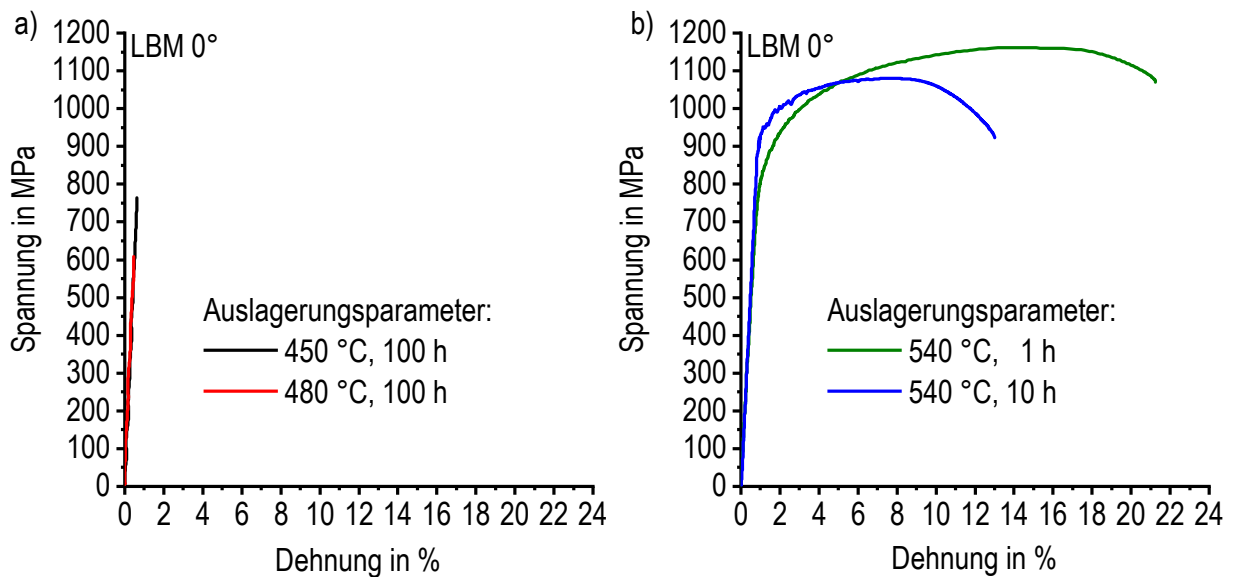 a)
LBM 0°
1200
1100
1000
900
800
700
600
500
400
300
200
100
0
Spannung in MPa
Auslagerungsparameter:
450 °C, 100 h
480 °C, 100 h
0 2 4 6 8 10 12 14 16 18 20 22 24
Dehnung in %
b)
LBM 0°
1200
1100
1000
900
800
700
600
500
400
300
200
100
0
Spannung in MPa
Auslagerungsparameter:
540 °C, 1 h
540 °C, 10 h
0 2 4 6 8 10 12 14 16 18 20 22 24
Dehnung in %